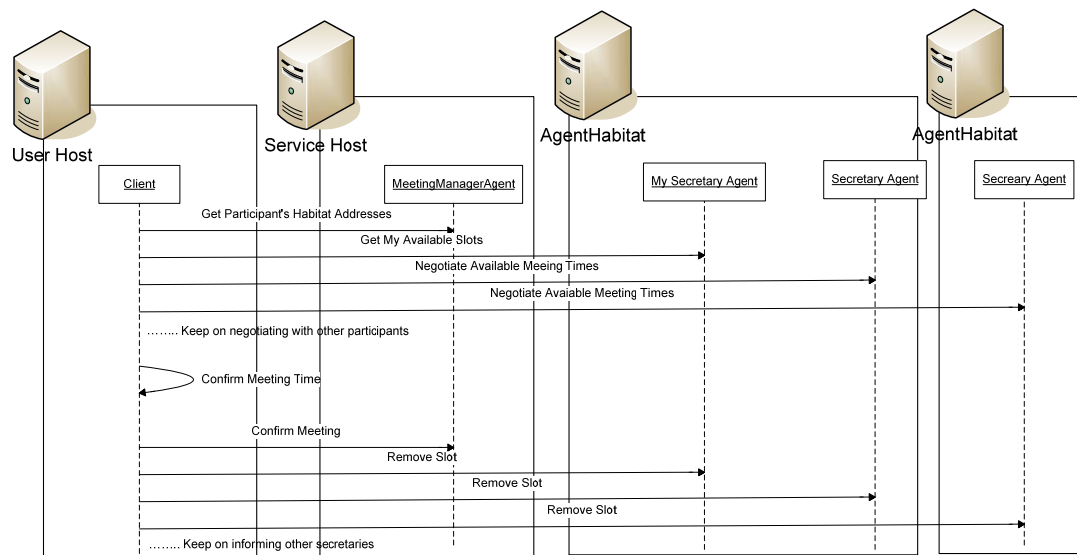 User Host
Service Host
AgentHabitat
AgentHabitat
Client
MeetingManagerAgent
My Secretary Agent
Secretary Agent
Secreary Agent
Get Participant's Habitat Addresses
Get My Available Slots
Negotiate Available Meeing Times
Negotiate Avaiable Meeting Times
........ Keep on negotiating with other participants
Confirm Meeting Time
Confirm Meeting
Remove Slot
Remove Slot
Remove Slot
........ Keep on informing other secretaries